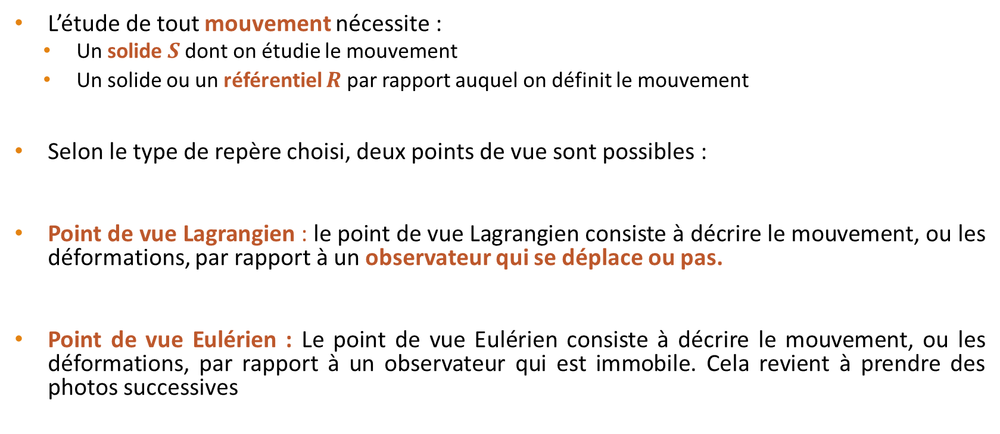 • L’étude de tout mouvement nécessite :
• Un solide S dont on étudie le mouvement
• Un solide ou un référentiel R par rapport auquel on définit le mouvement
• Selon le type de repère choisi, deux points de vue sont possibles :
• Point de vue Lagrangien : le point de vue Lagrangien consiste à décrire le mouvement, ou les
déformations, par rapport à un observateur qui se déplace ou pas.
• Point de vue Eulérien : Le point de vue Eulérien consiste à décrire le mouvement, ou les
déformations, par rapport à un observateur qui est immobile. Cela revient à prendre des
photos successives